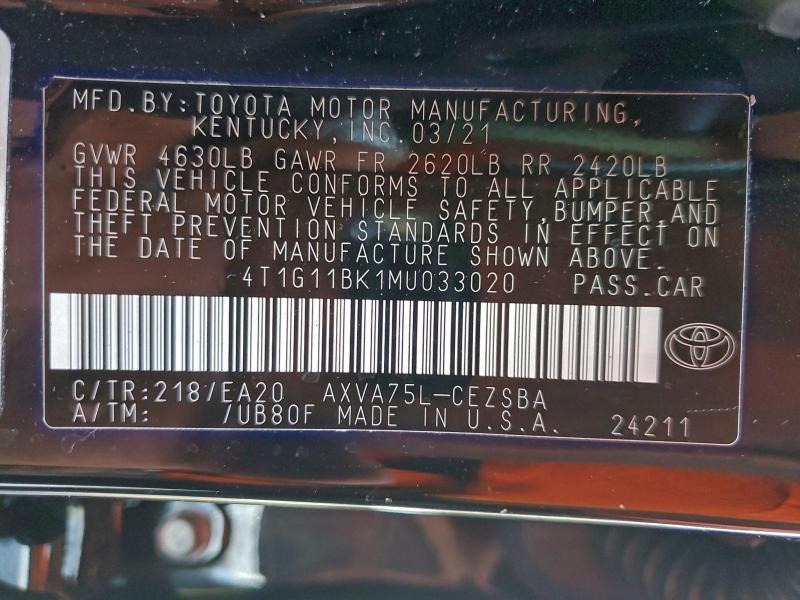 MFD.BY:TOYOTA MOTOR MANUFACTURING,
KENTUCKY,INC.03/21
GVWR 4630LB GAWR FR 2620LB RR 2420LB
THIS VEHICLE CONFORMS TO ALL APPLICABLE
FEDERAL MOTOR VEHICLE SAFETY,BUMPER,AND
THEFT PREVENTION STANDARDS IN EFFECT ON
THE DATE OF MANUFACTURE SHOWN ABOVE.
4T1G11BK1MU033020 PASS.CAR
C/TR:218/EA20 AXVA75L-CEZSBA
A/TM: /UB80F MADE IN U.S.A. 24211